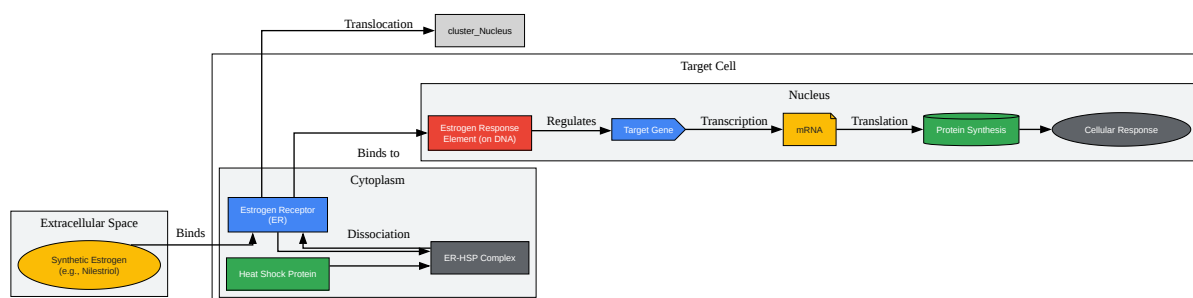 Translocation
cluster_Nucleus
Target Cell
Nucleus
Estrogen Response
Element (on DNA)
Regulates
Target Gene
Transcription
mRNA
Translation
Protein Synthesis
Cellular Response
Binds to
Cytoplasm
Estrogen Receptor
(ER)
Extracellular Space
Binds
Dissociation
Synthetic Estrogen
(e.g., Nilestriol)
Heat Shock Protein
ER-HSP Complex